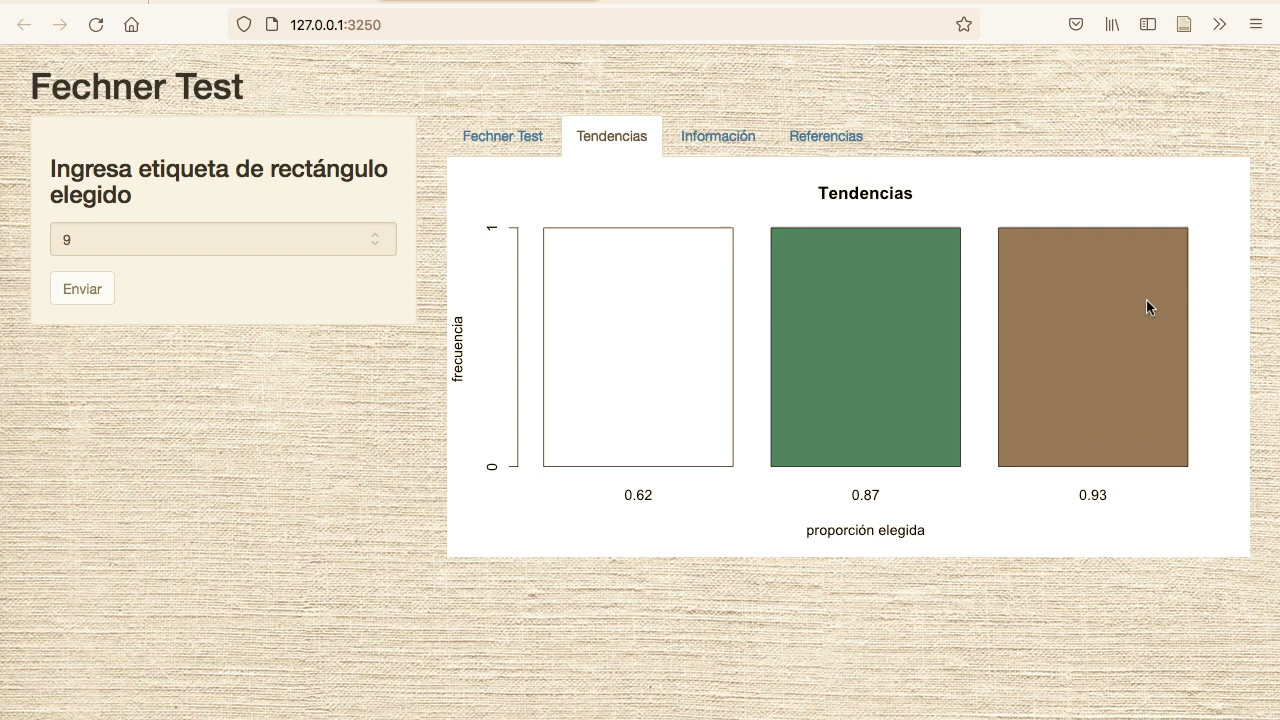 127.0.0.1:3250
Fechner Test
Ingresa etiqueta de rectángulo
elegido
9
Enviar
Fechner Test
Tendencias
Información
Referencias
Tendencias
1
frecuencia
0
0.62
0.87
0.93
proporción elegida